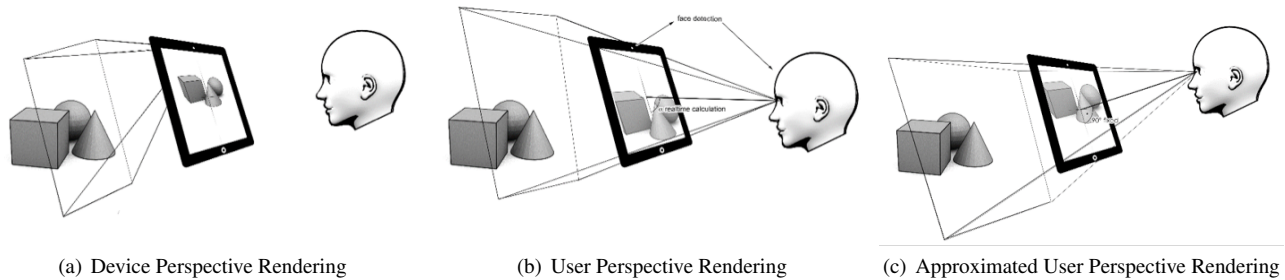 face detection
realtime calculation
(a) Device Perspective Rendering
(b) User Perspective Rendering
(c) Approximated User Perspective Rendering